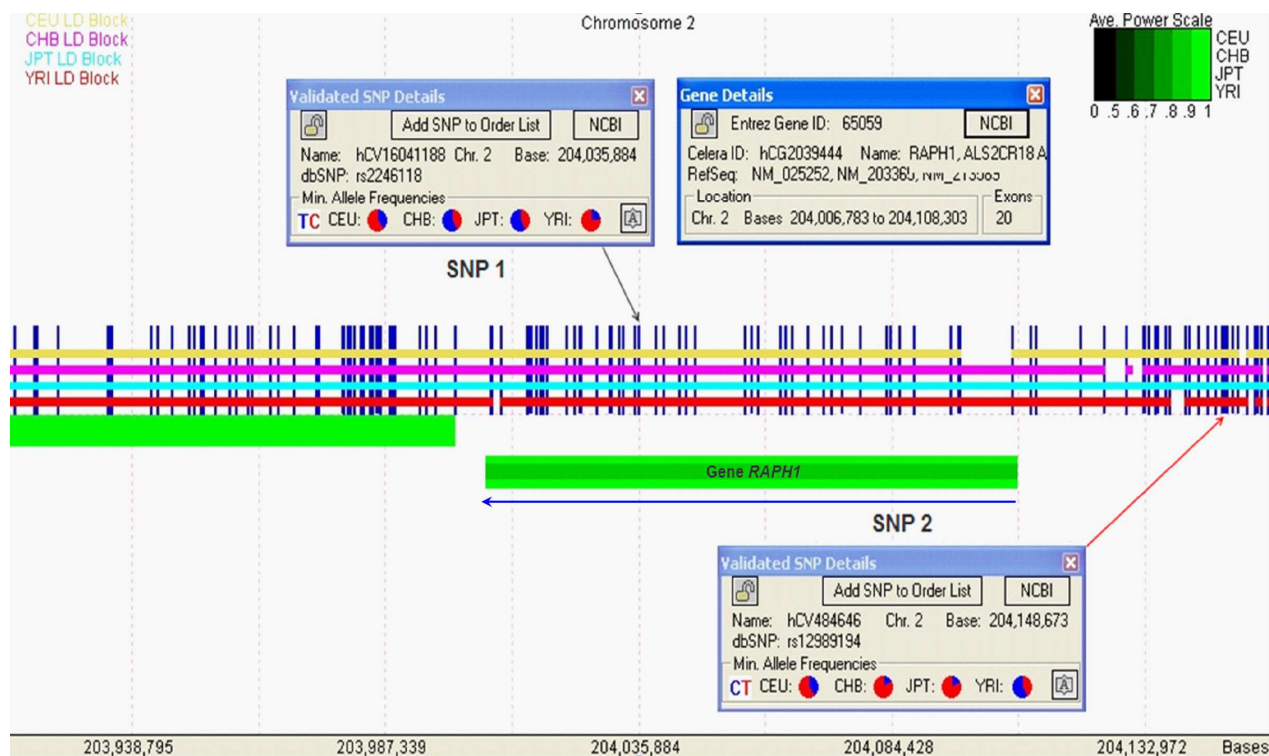 CEU LD Block
CHB LD Block
JPT LD Block
YRI LD Block
Chromosome 2
Ave. Power Scale
CEU
CHB
JPT
YRI
0 .5 .6 .7 .8 .9 1
Validated SNP Details
Add SNP to Order List NCBI
Name: hCV16041188 Chr. 2 Base: 204,035,884
dbSNP: rs2246118
Min. Allele Frequencies
TC CEU: CHB: JPT: YRI: A
SNP 1
Gene Details
Entrez Gene ID: 65059 NCBI
Celera ID: hCG2039444 Name: RAPH1, ALS2CR18 A
RefSeq: NM_025252, NM_203365,
Location Exons
Chr. 2 Bases 204,006,783 to 204,108,303 20
Gene RAPH1
SNP 2
Validated SNP Details
Add SNP to Order List NCBI
Name: hCV484646 Chr. 2 Base: 204,148,673
dbSNP: rs12989194
Min. Allele Frequencies
CT CEU: CHB: JPT: YRI: A
203,938,795 203,987,339 204,035,884 204,084,428 204,132,972 Bases